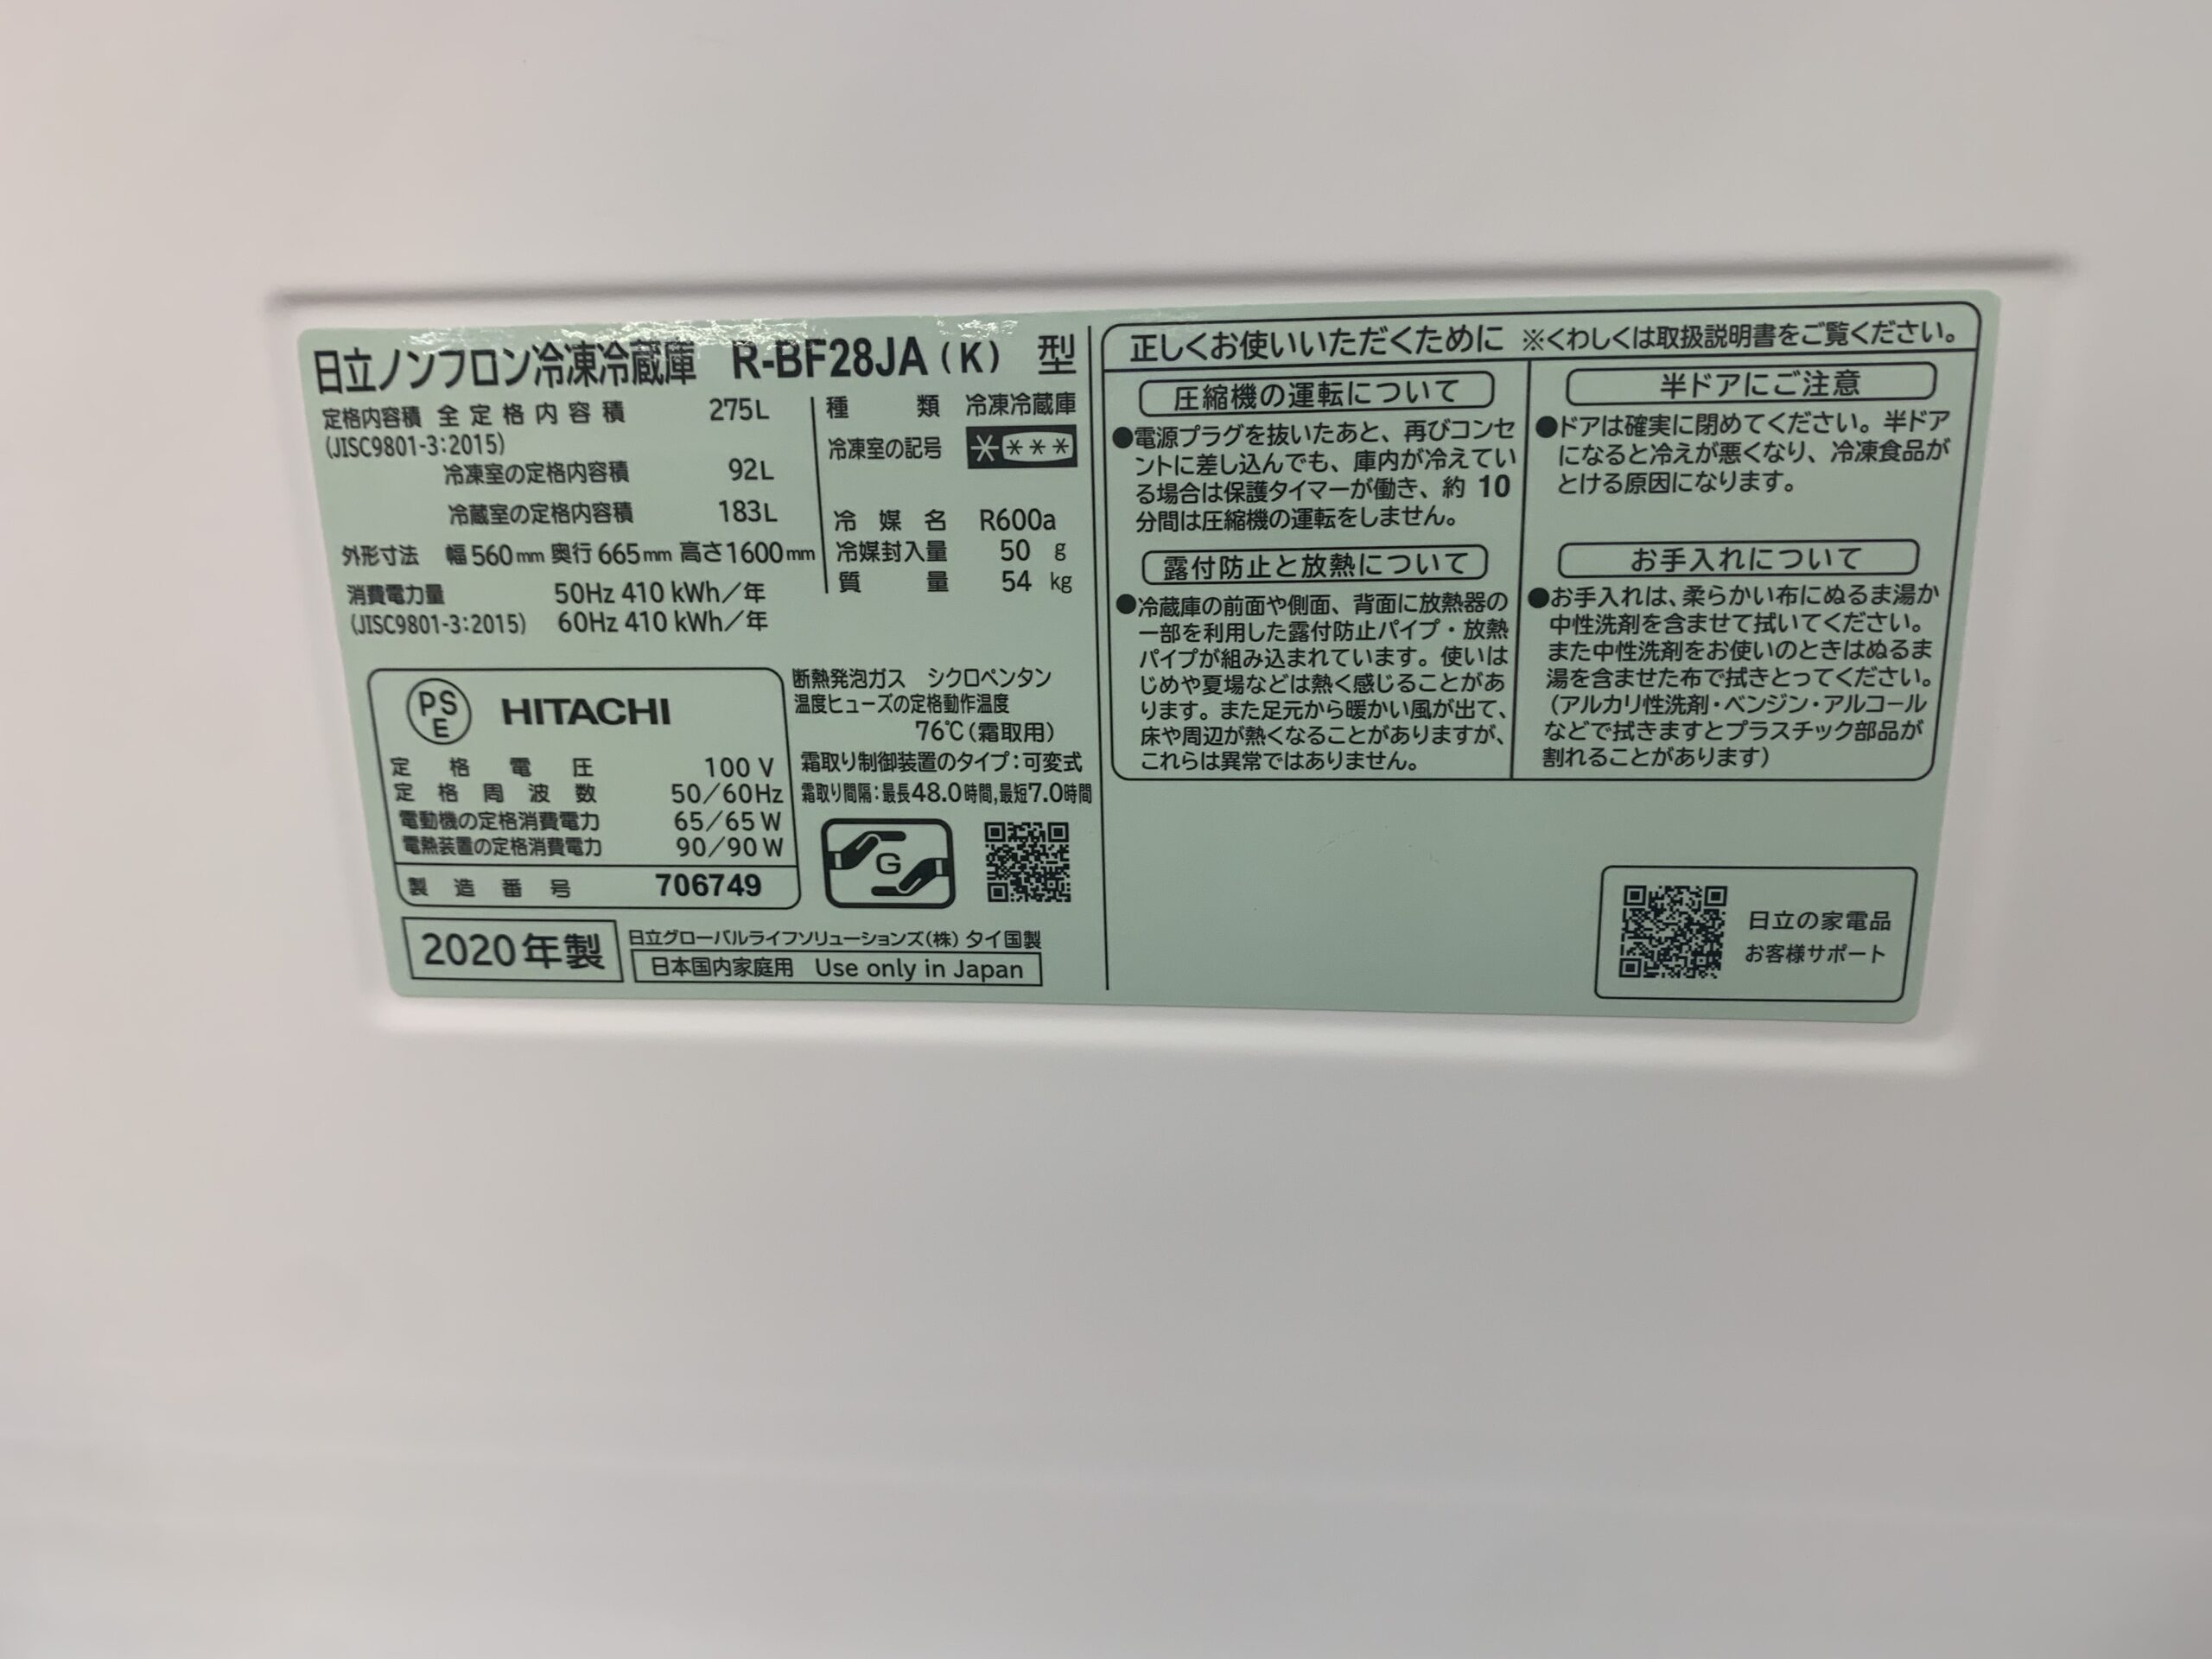 日立ノンフロン冷凍冷蔵庫 R-BF28JA(K) 型
定格内容積 全定格内容積 275L
(JISC9801-3:2015)
冷凍室の定格内容積 92L
冷蔵室の定格内容積 183L
外形寸法 幅560mm 奥行665mm 高さ1600mm
消費電力量 50Hz 410 kWh/年
(JISC9801-3:2015) 60Hz 410 kWh/年
種類 冷凍冷蔵庫
冷凍室の記号 ****
冷媒名 R600a
冷媒封入量 50 g
質量 54 kg
PSE HITACHI
定格電圧 100V
定格周波数 50/60Hz
電動機の定格消費電力 65/65W
電熱装置の定格消費電力 90/90W
製造番号 706749
断熱発泡ガス シクロペンタン
温度ヒューズの定格動作温度
76℃(霜取用)
霜取り制御装置のタイプ:可変式
霜取り間隔:最長48.0時間,最短7.0時間
G
2020年製
日立グローバルライフソリューションズ(株) タイ国製
日本国内家庭用 Use only in Japan
正しくお使いいただくために ※くわしくは取扱説明書をご覧ください。
圧縮機の運転について
●電源プラグを抜いたあと、再びコンセ
ントに差し込んでも、庫内が冷えてい
る場合は保護タイマーが働き、約 10
分間は圧縮機の運転をしません。
露付防止と放熱について
●冷蔵庫の前面や側面、背面に放熱器の
一部を利用した露付防止パイプ・放熱
パイプが組み込まれています。使いは
じめや夏場などは熱く感じることがあ
ります。また足元から暖かい風が出て、
床や周辺が熱くなることがありますが、
これらは異常ではありません。
半ドアにご注意
●ドアは確実に閉めてください。半ドア
になると冷えが悪くなり、冷凍食品が
とける原因になります。
お手入れについて
●お手入れは、柔らかい布にぬるま湯か
中性洗剤を含ませて拭いてください。
また中性洗剤をお使いのときはぬるま
湯を含ませた布で拭きとってください。
(アルカリ性洗剤・ベンジン・アルコール
などで拭きますとプラスチック部品が
割れることがあります)
日立の家電品
お客様サポート